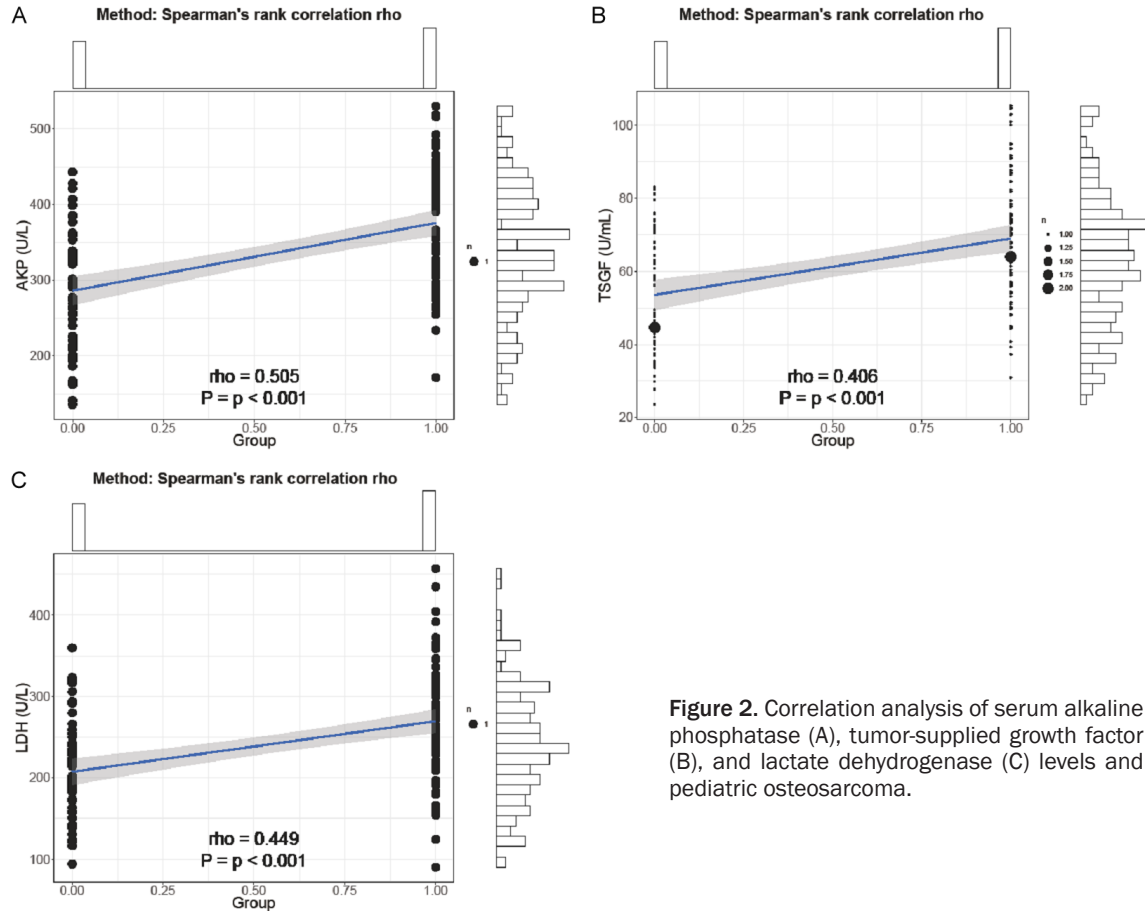 A
Method: Spearman's rank correlation rho
AKP (U/L)
500
400
300
200
rho = 0.505
P = p < 0.001
0.00 0.25 0.50 0.75 1.00
Group
n
1
B
Method: Spearman's rank correlation rho
TSGF (U/mL)
100
80
60
40
20
rho = 0.406
P = p < 0.001
0.00 0.25 0.50 0.75 1.00
Group
n
1.00
1.25
1.50
1.75
2.00
C
Method: Spearman's rank correlation rho
LDH (U/L)
400
300
200
100
rho = 0.449
P = p < 0.001
0.00 0.25 0.50 0.75 1.00
Group
n
1
Figure 2. Correlation analysis of serum alkaline
phosphatase (A), tumor-supplied growth factor
(B), and lactate dehydrogenase (C) levels and
pediatric osteosarcoma.